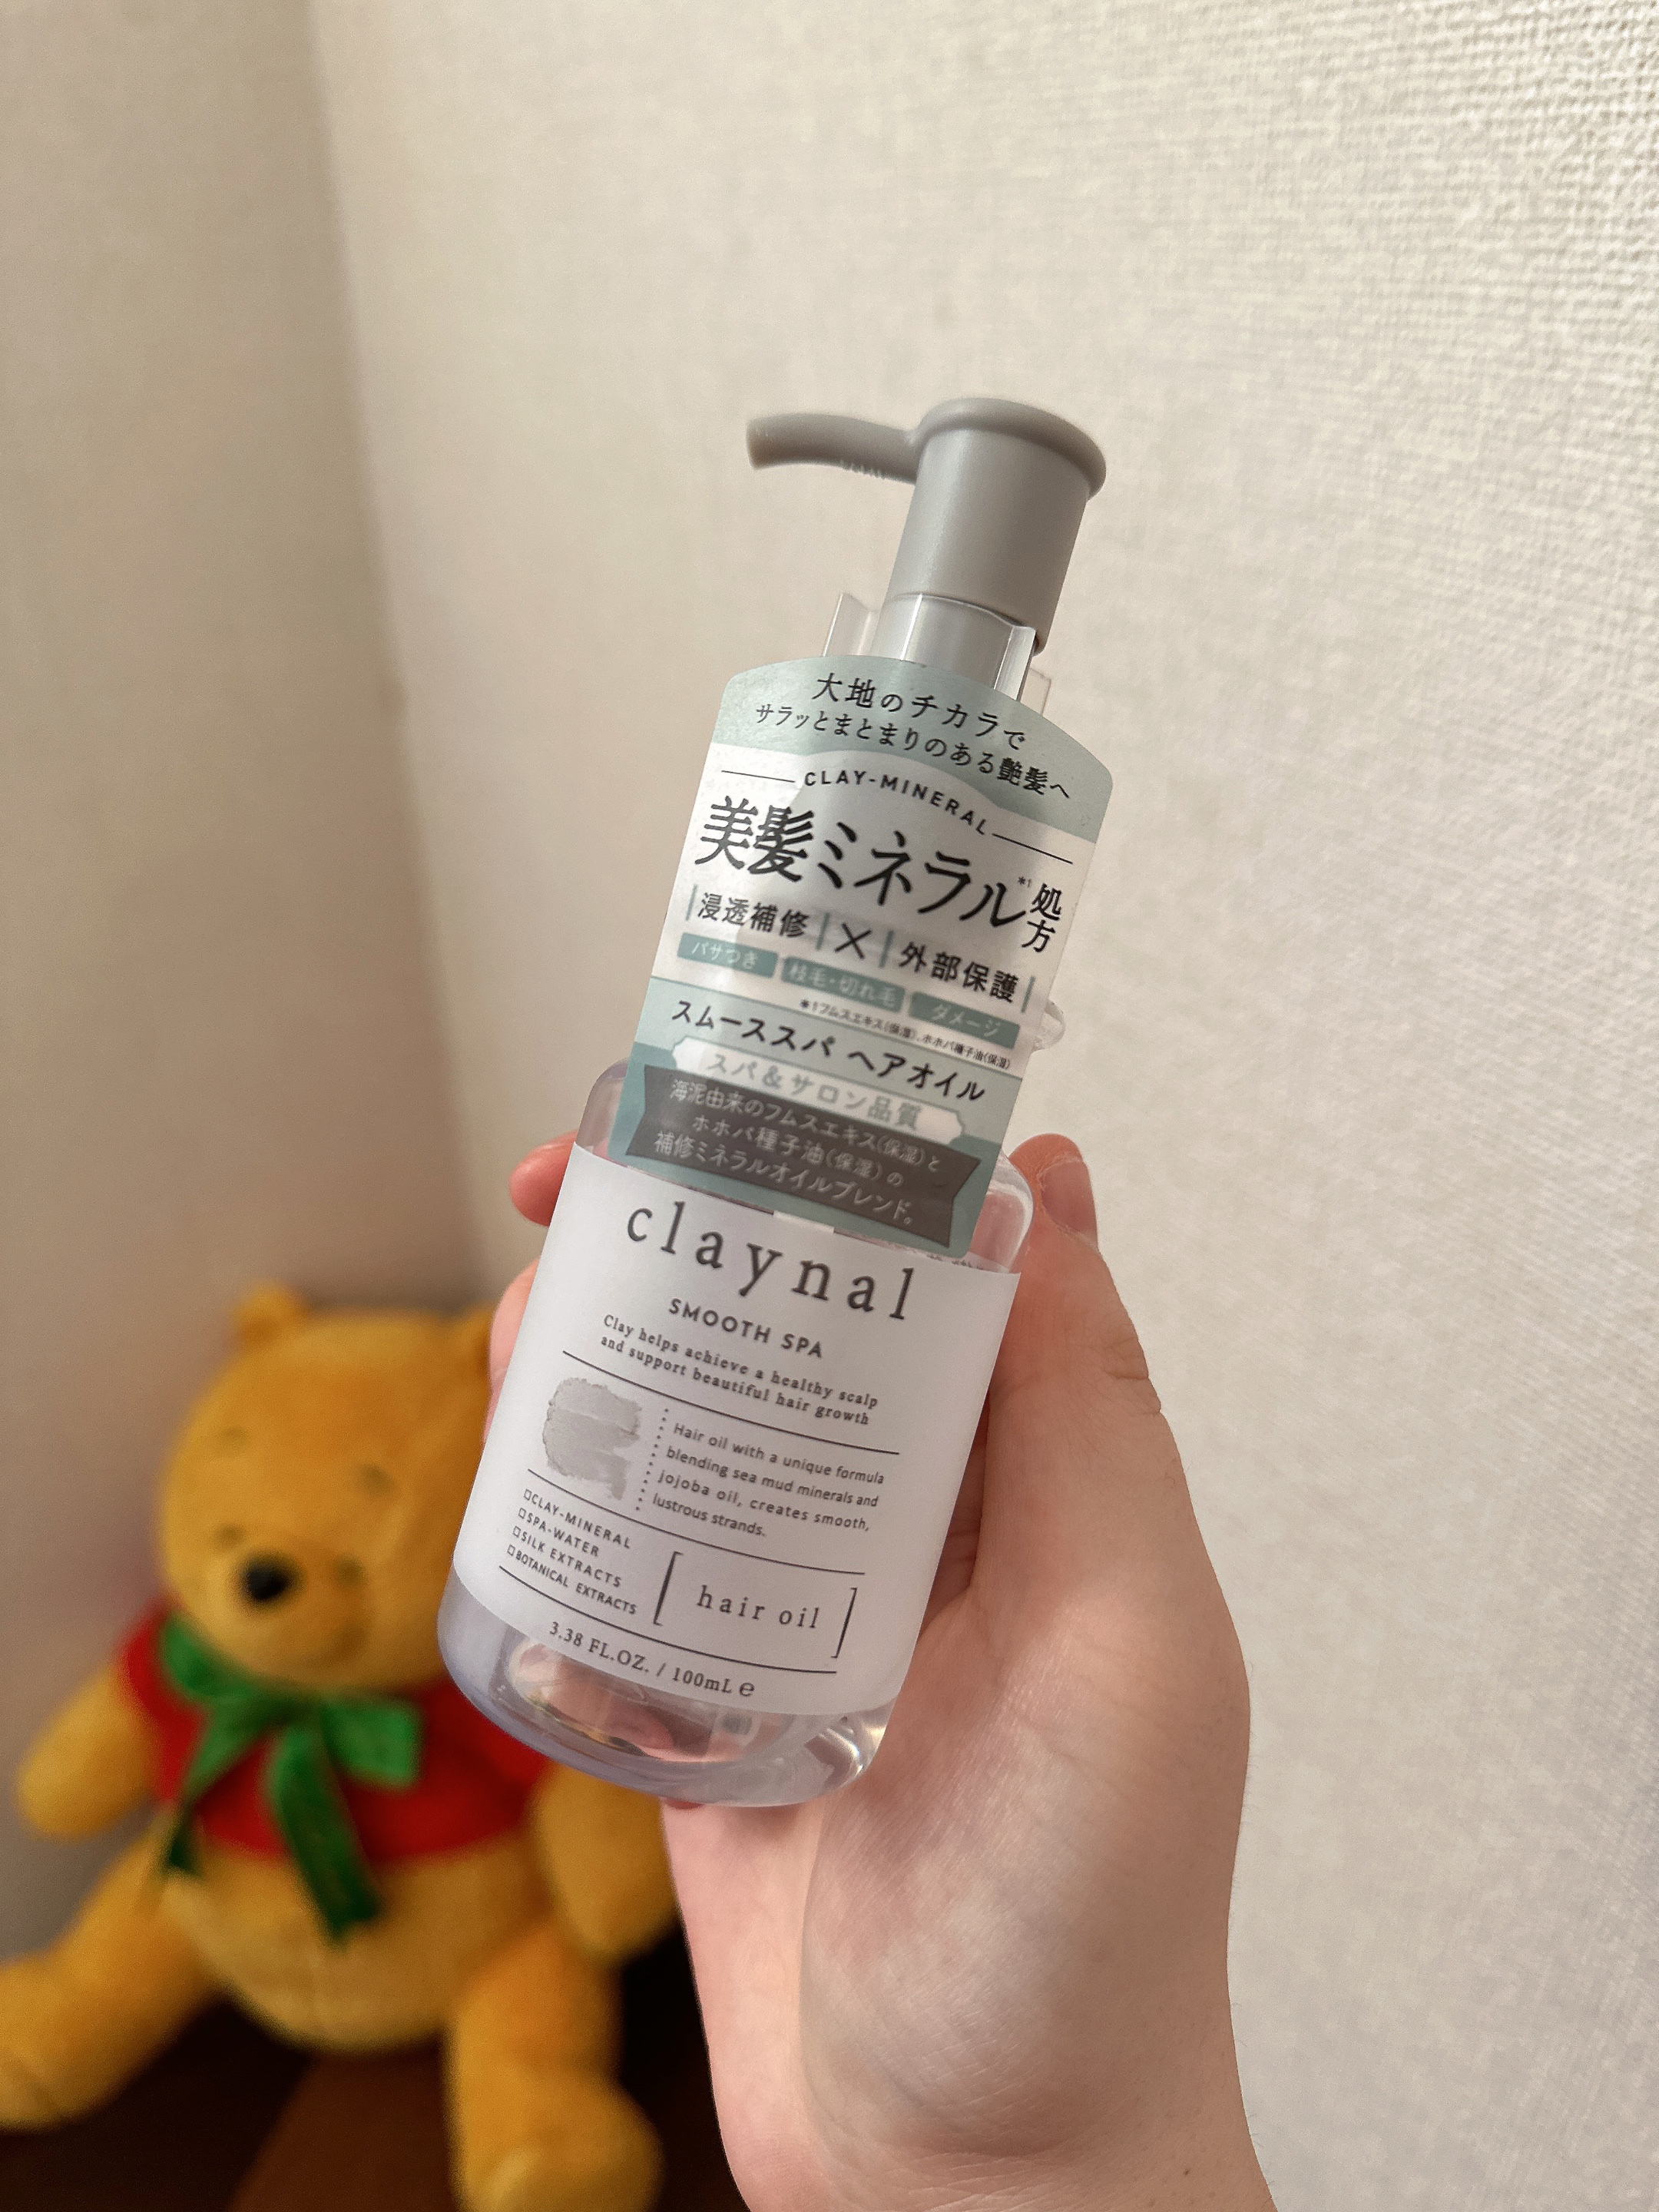 大地のチカラで
サラッとまとまりのある艶髪へ
CLAY-MINERAL
美髪ミネラル*1処方
浸透補修 × 外部保護
パサつき 枝毛・切れ毛 ダメージ
*1フムスエキス(保湿)、ホホバ種子油(保湿)
スムーススパ ヘアオイル
スパ&サロン品質
海泥由来のフムスエキス(保湿)と
ホホバ種子油(保湿)の
補修ミネラルオイルブレンド。
claynal
SMOOTH SPA
Clay helps achieve a healthy scalp
and support beautiful hair growth
Hair oil with a unique formula
blending sea mud minerals and
jojoba oil, creates smooth,
lustrous strands.
□CLAY-MINERAL
□SPA-WATER
□SILK EXTRACTS
□BOTANICAL EXTRACTS
[hair oil]
3.38 FL.OZ. / 100mL ℮